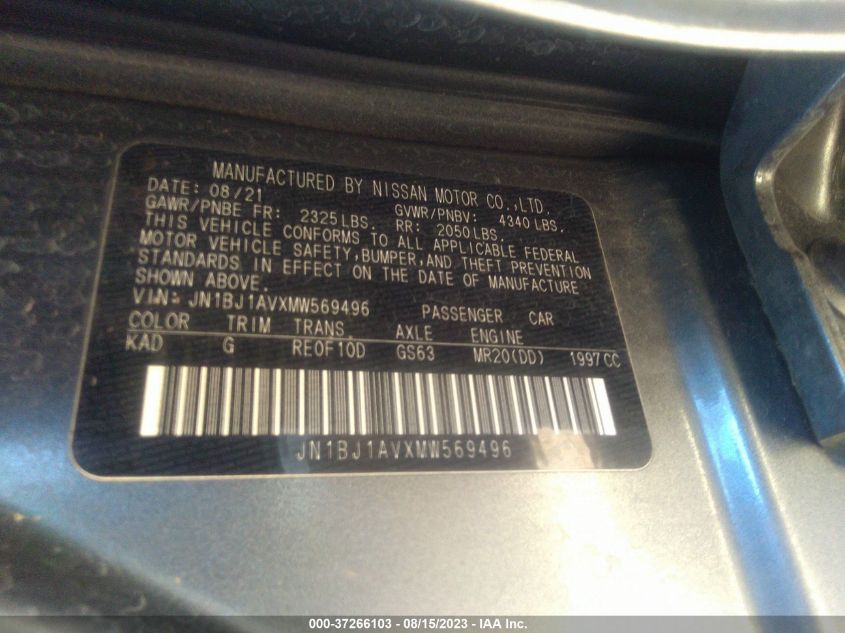 MANUFACTURED BY NISSAN MOTOR CO.,LTD.
DATE: 08/21 GVWR/PNBV: 4340 LBS.
GAWR/PNBE FR: 2325 LBS. RR: 2050 LBS.
THIS VEHICLE CONFORMS TO ALL APPLICABLE FEDERAL
MOTOR VEHICLE SAFETY,BUMPER,AND THEFT PREVENTION
STANDARDS IN EFFECT ON THE DATE OF MANUFACTURE
SHOWN ABOVE.
VIN: JN1BJ1AVXMW569496 PASSENGER CAR
COLOR TRIM TRANS. AXLE ENGINE
KAD G RE0F10D GS63 MR20(DD) 1997CC
JN1BJ1AVXMW569496
000-37266103 - 08/15/2023 - IAA Inc.